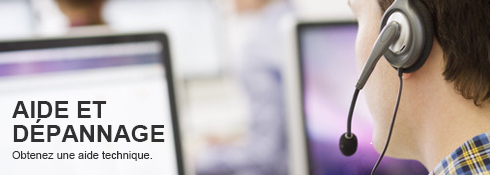 AIDE ET
DÉPANNAGE
Obtenez une aide technique.